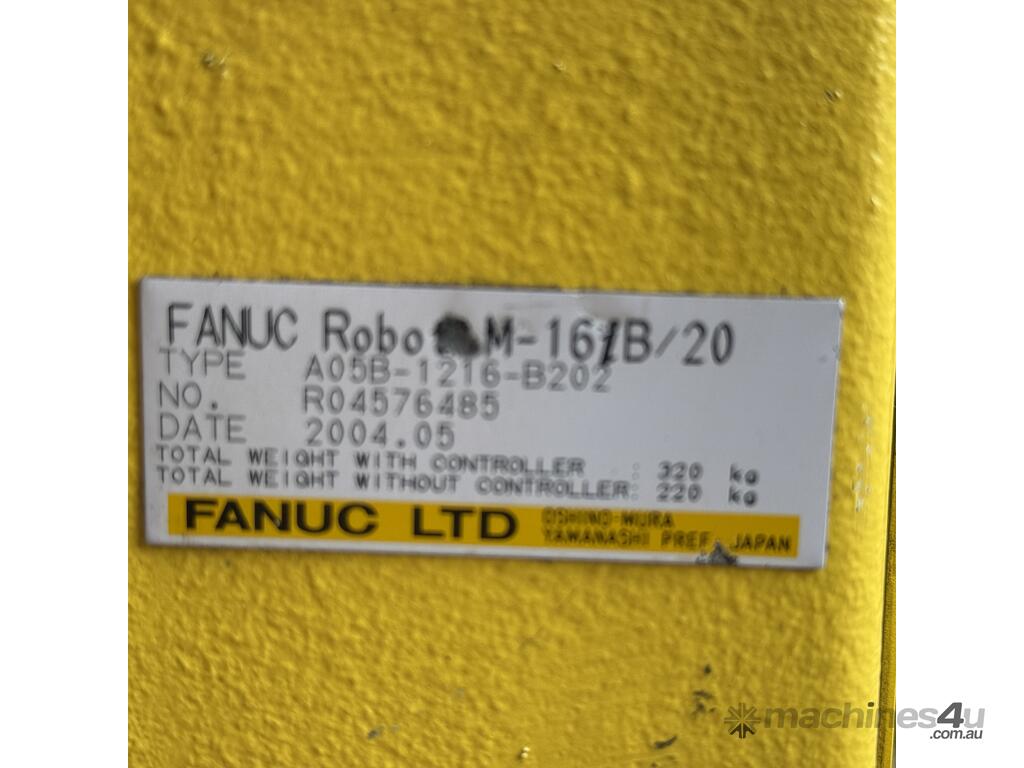 FANUC Robot M-16iB/20
TYPE A05B-1216-B202
NO. R04576485
DATE 2004.05
TOTAL WEIGHT WITH CONTROLLER : 320 kg
TOTAL WEIGHT WITHOUT CONTROLLER: 220 kg
FANUC LTD
OSHINO-MURA
YAMANASHI PREF. JAPAN
machines4u
.com.au